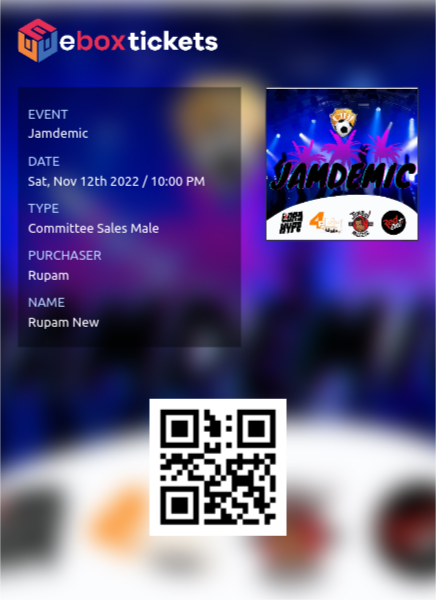 eboxtickets
EVENT
Jamdemic
DATE
Sat, Nov 12th 2022 / 10:00 PM
TYPE
Committee Sales Male
PURCHASER
Rupam
NAME
Rupam New
JAMDEMIC